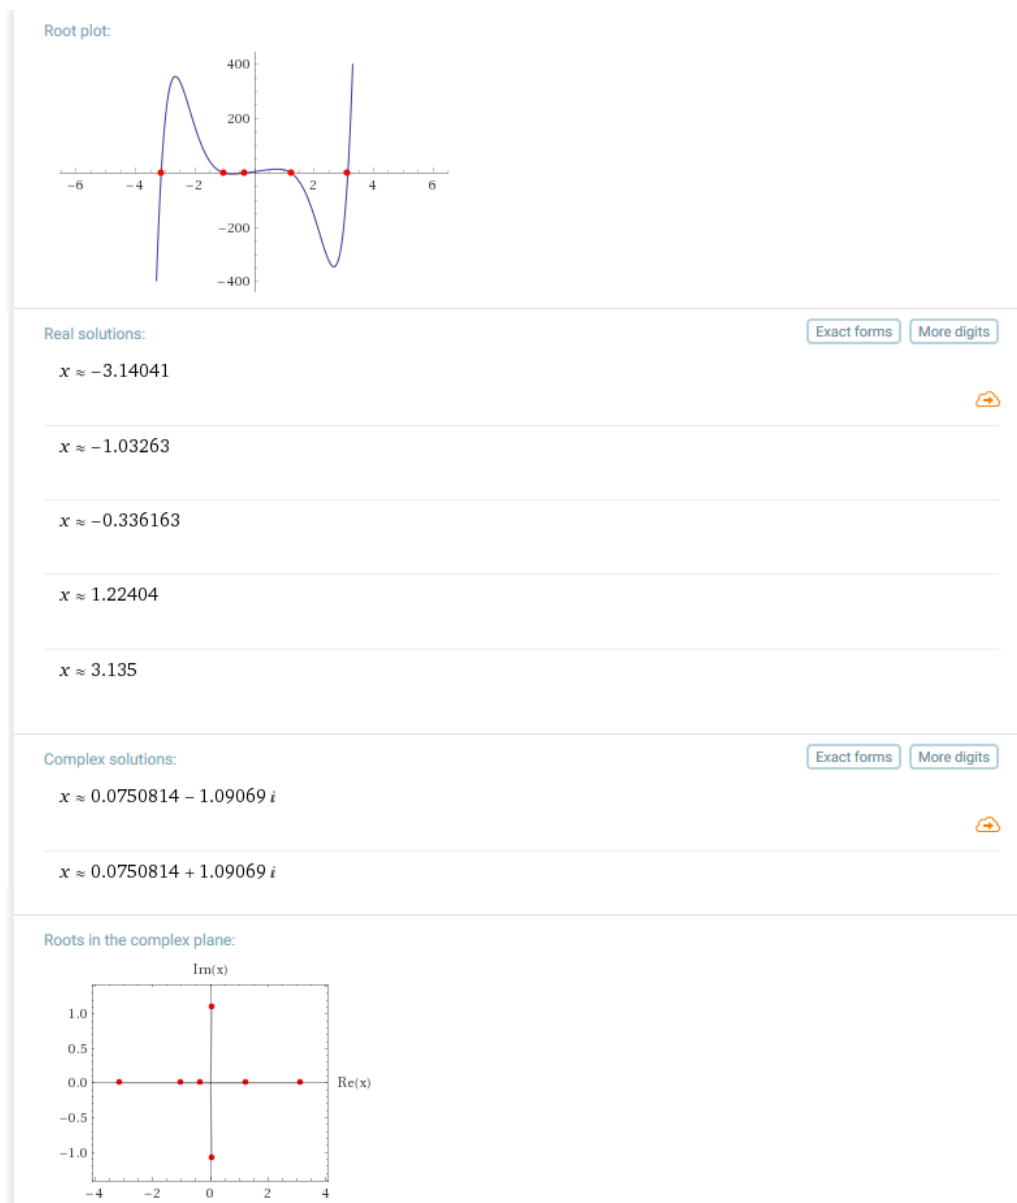 Root plot:
400
200
-6 -4 -2 2 4 6
-200
-400
Real solutions:
Exact forms More digits
x ≈ −3.14041
x ≈ −1.03263
x ≈ −0.336163
x ≈ 1.22404
x ≈ 3.135
Complex solutions:
Exact forms More digits
x ≈ 0.0750814 − 1.09069 i
x ≈ 0.0750814 + 1.09069 i
Roots in the complex plane:
Im(x)
1.0
0.5
0.0 Re(x)
−0.5
−1.0
−4 −2 0 2 4